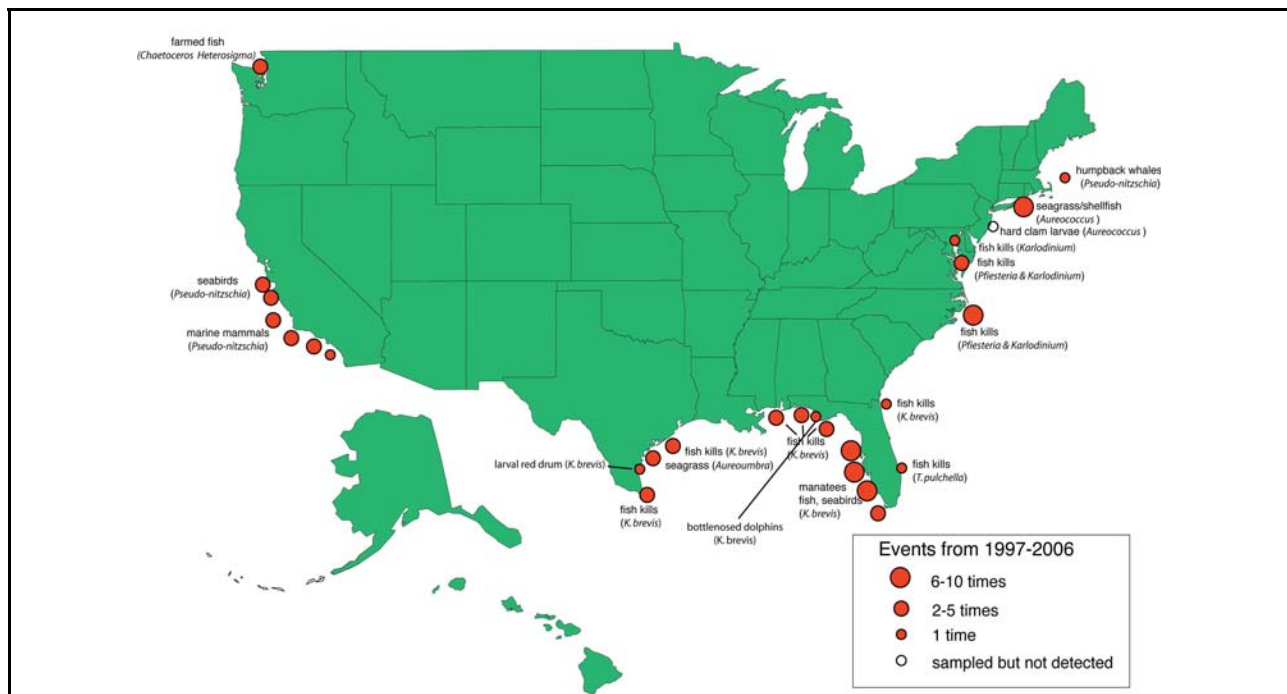 farmed fish
(Chaetoceros Heterosigma)
humpback whales
(Pseudo-nitzschia)
seagrass/shellfish
(Aureococcus )
hard clam larvae (Aureococcus )
fish kills (Karlodinium)
fish kills
(Pfiesteria & Karlodinium)
seabirds
(Pseudo-nitzschia)
marine mammals
(Pseudo-nitzschia)
fish kills
(Pfiesteria & Karlodinium)
fish kills
(K. brevis)
fish kills
(K. brevis)
fish kills (K. brevis)
seagrass (Aureoumbra)
larval red drum (K. brevis)
fish kills
(K. brevis)
fish kills
(T. pulchella)
manatees
fish, seabirds
(K. brevis)
bottlenosed dolphins
(K. brevis)
Events from 1997-2006
6-10 times
2-5 times
1 time
sampled but not detected